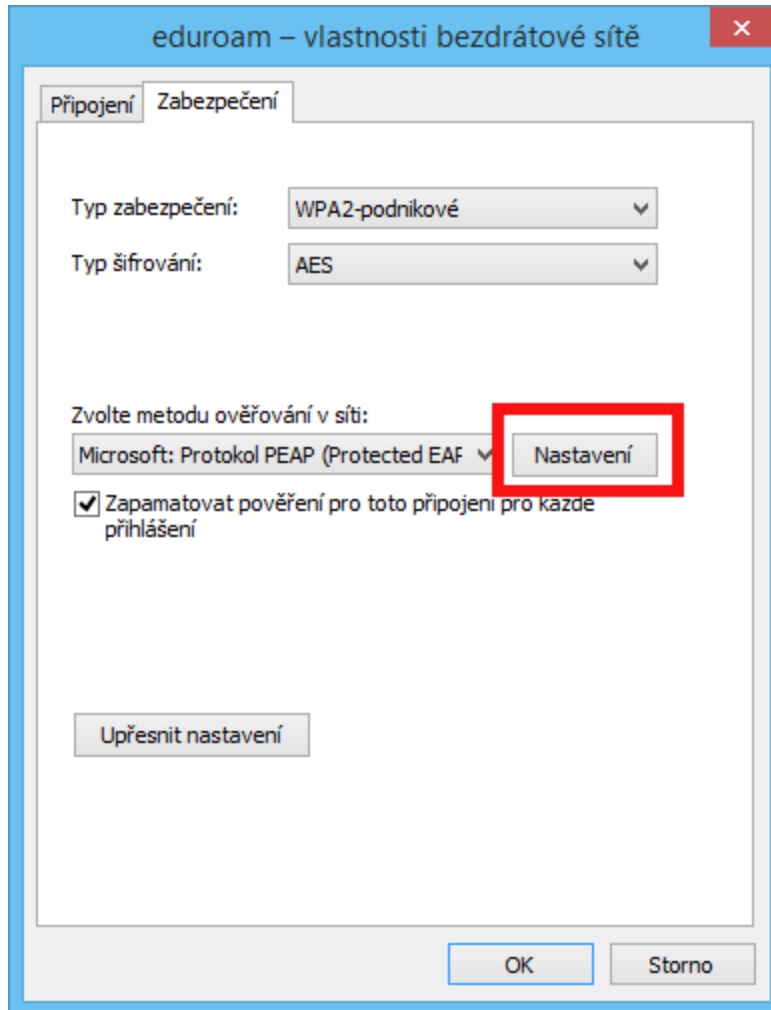 eduroam – vlastnosti bezdrátové sítě
Připojení Zabezpečení
Typ zabezpečení: WPA2-podnikové
Typ šifrování: AES
Zvolte metodu ověřování v síti:
Microsoft: Protokol PEAP (Protected EAP Nastavení
Zapamatovat pověření pro toto připojení pro každé
přihlášení
Upřesnit nastavení
OK Storno